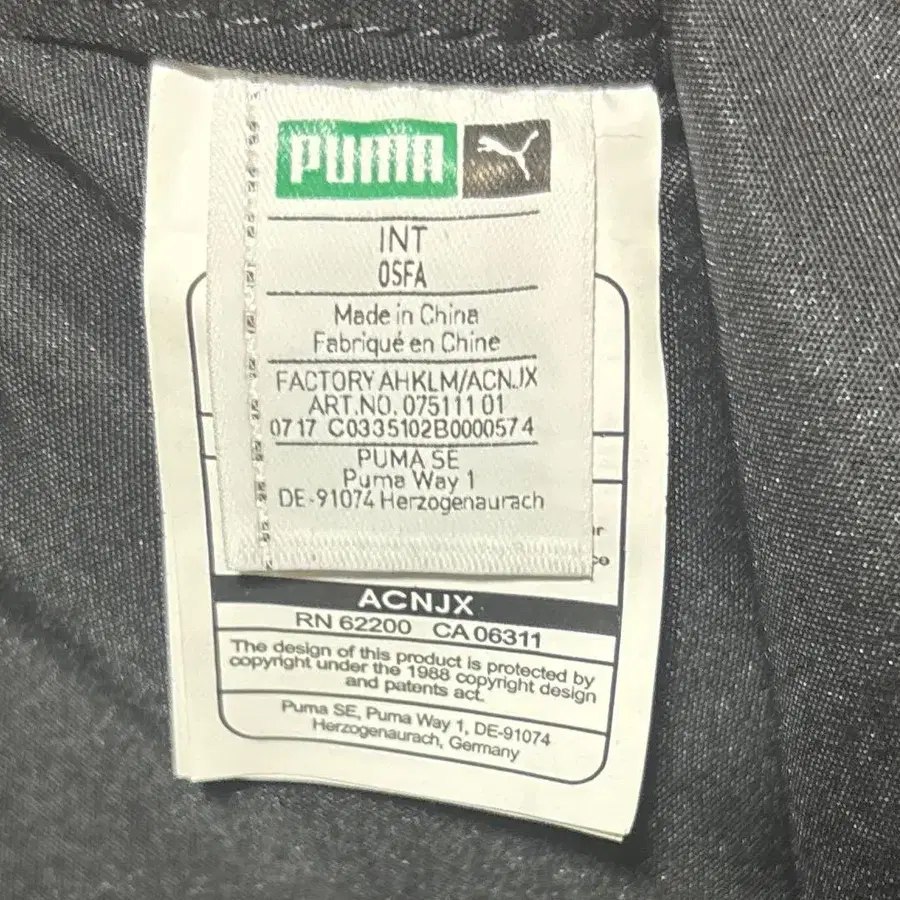 PUMA
INT
OSFA
Made in China
Fabriqué en Chine
FACTORY AHKLM/ACNJX
ART.NO. 075111 01
0717 C0335102B0000574
PUMA SE
Puma Way 1
DE-91074 Herzogenaurach
ACNJX
RN 62200 CA 06311
The design of this product is protected by
copyright under the 1988 copyright design
and patents act.
Puma SE, Puma Way 1, DE-91074
Herzogenaurach, Germany